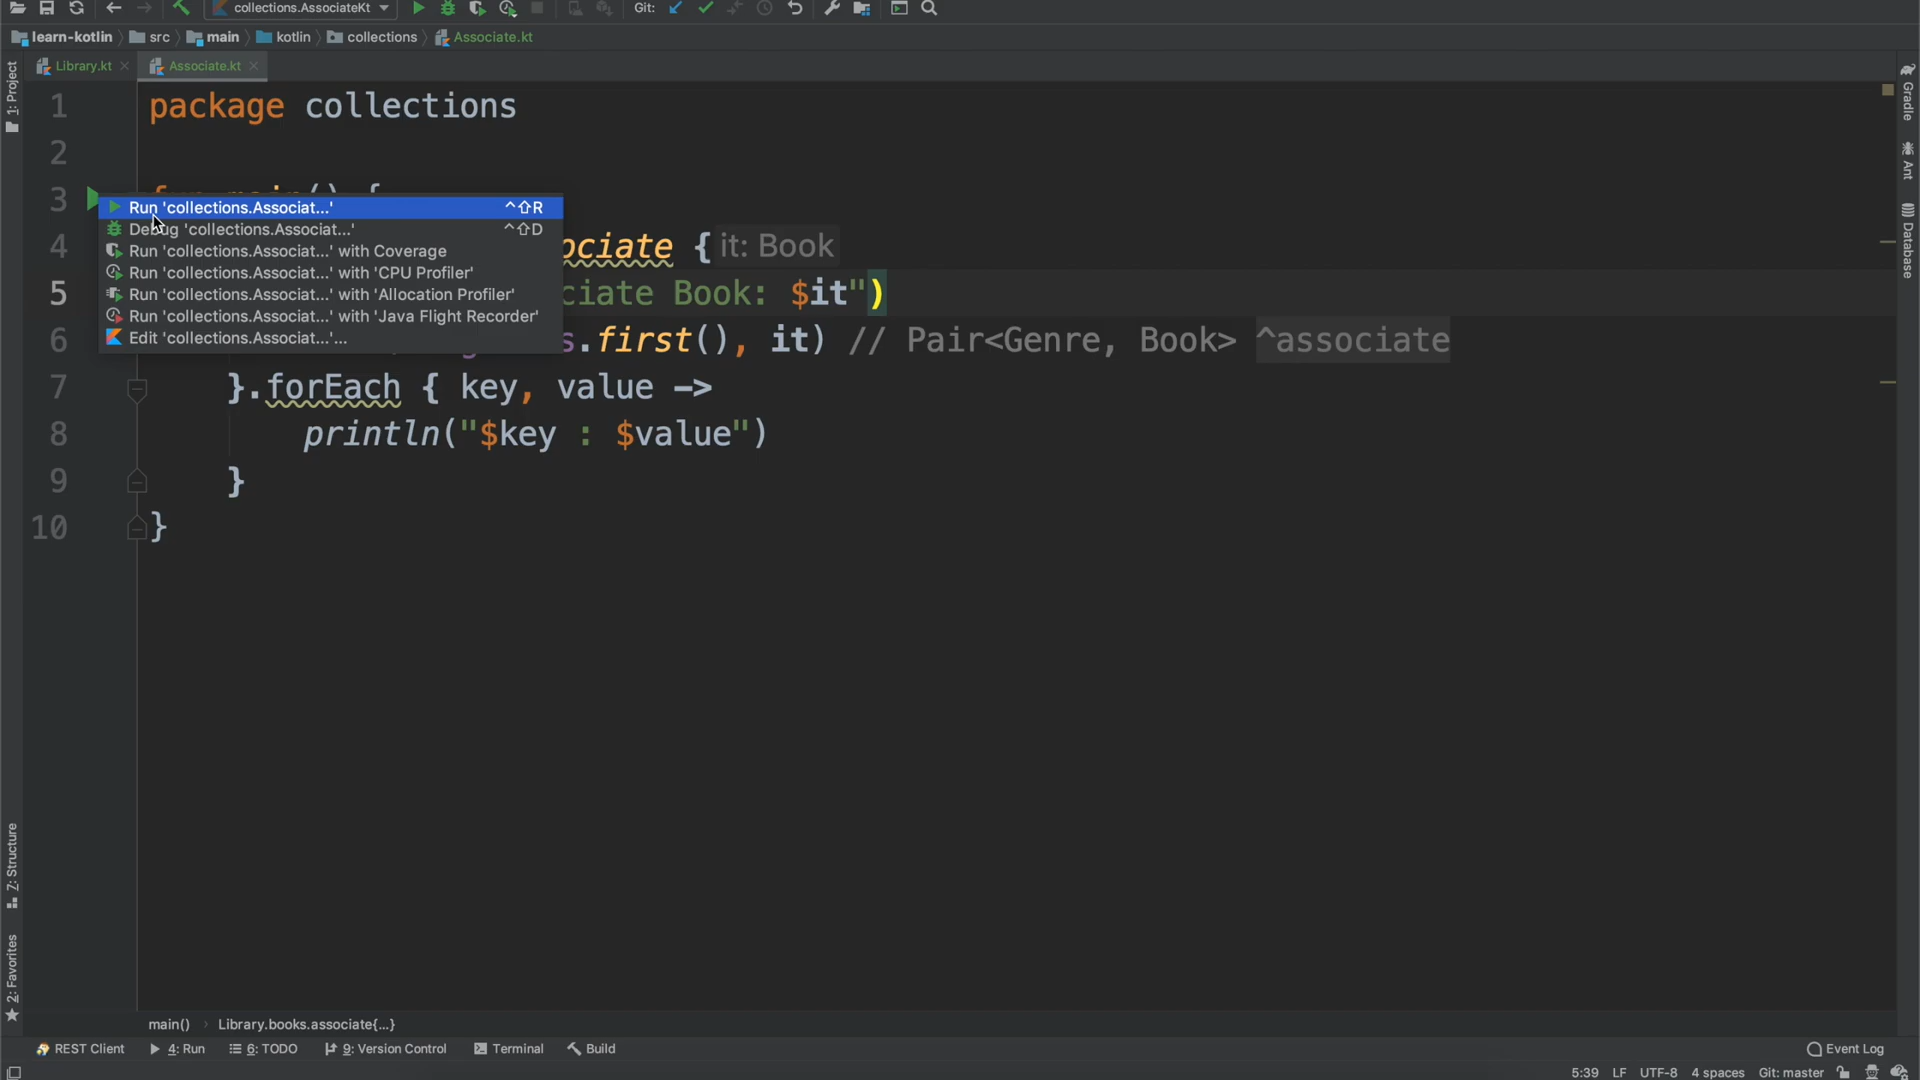 collections.AssociateKt
Git:
learn-kotlin
src
main
kotlin
collections
Associate.kt
Library.kt
Associate.kt
1: Project
Gradle
Ant
Database
1 package collections
2
3
Run 'collections.Associat...' ^⇧R
Debug 'collections.Associat...' ^⇧D
Run 'collections.Associat...' with Coverage
Run 'collections.Associat...' with 'CPU Profiler'
Run 'collections.Associat...' with 'Allocation Profiler'
Run 'collections.Associat...' with 'Java Flight Recorder'
Edit 'collections.Associat...'...
4 ociate { it: Book
5 ciate Book: $it")
6 s.first(), it) // Pair<Genre, Book> ^associate
7 }.forEach { key, value ->
8 println("$key : $value")
9 }
10 }
Z: Structure
2: Favorites
main() Library.books.associate{...}
REST Client
4: Run
6: TODO
9: Version Control
Terminal
Build
Event Log
5:39 LF UTF-8 4 spaces Git: master